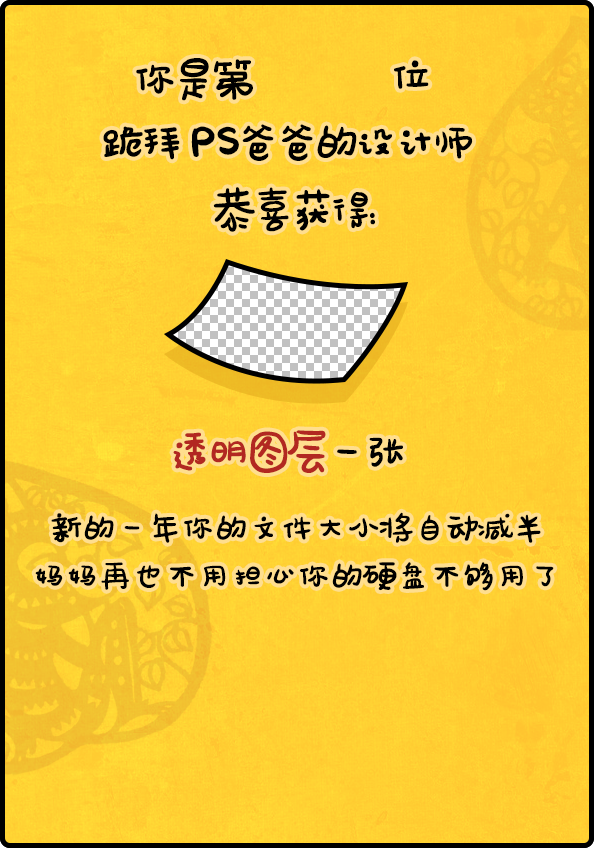 你是第 位
跪拜PS爸爸的设计师
恭喜获得:
透明图层一张
新的一年你的文件大小将自动减半
妈妈再也不用担心你的硬盘不够用了